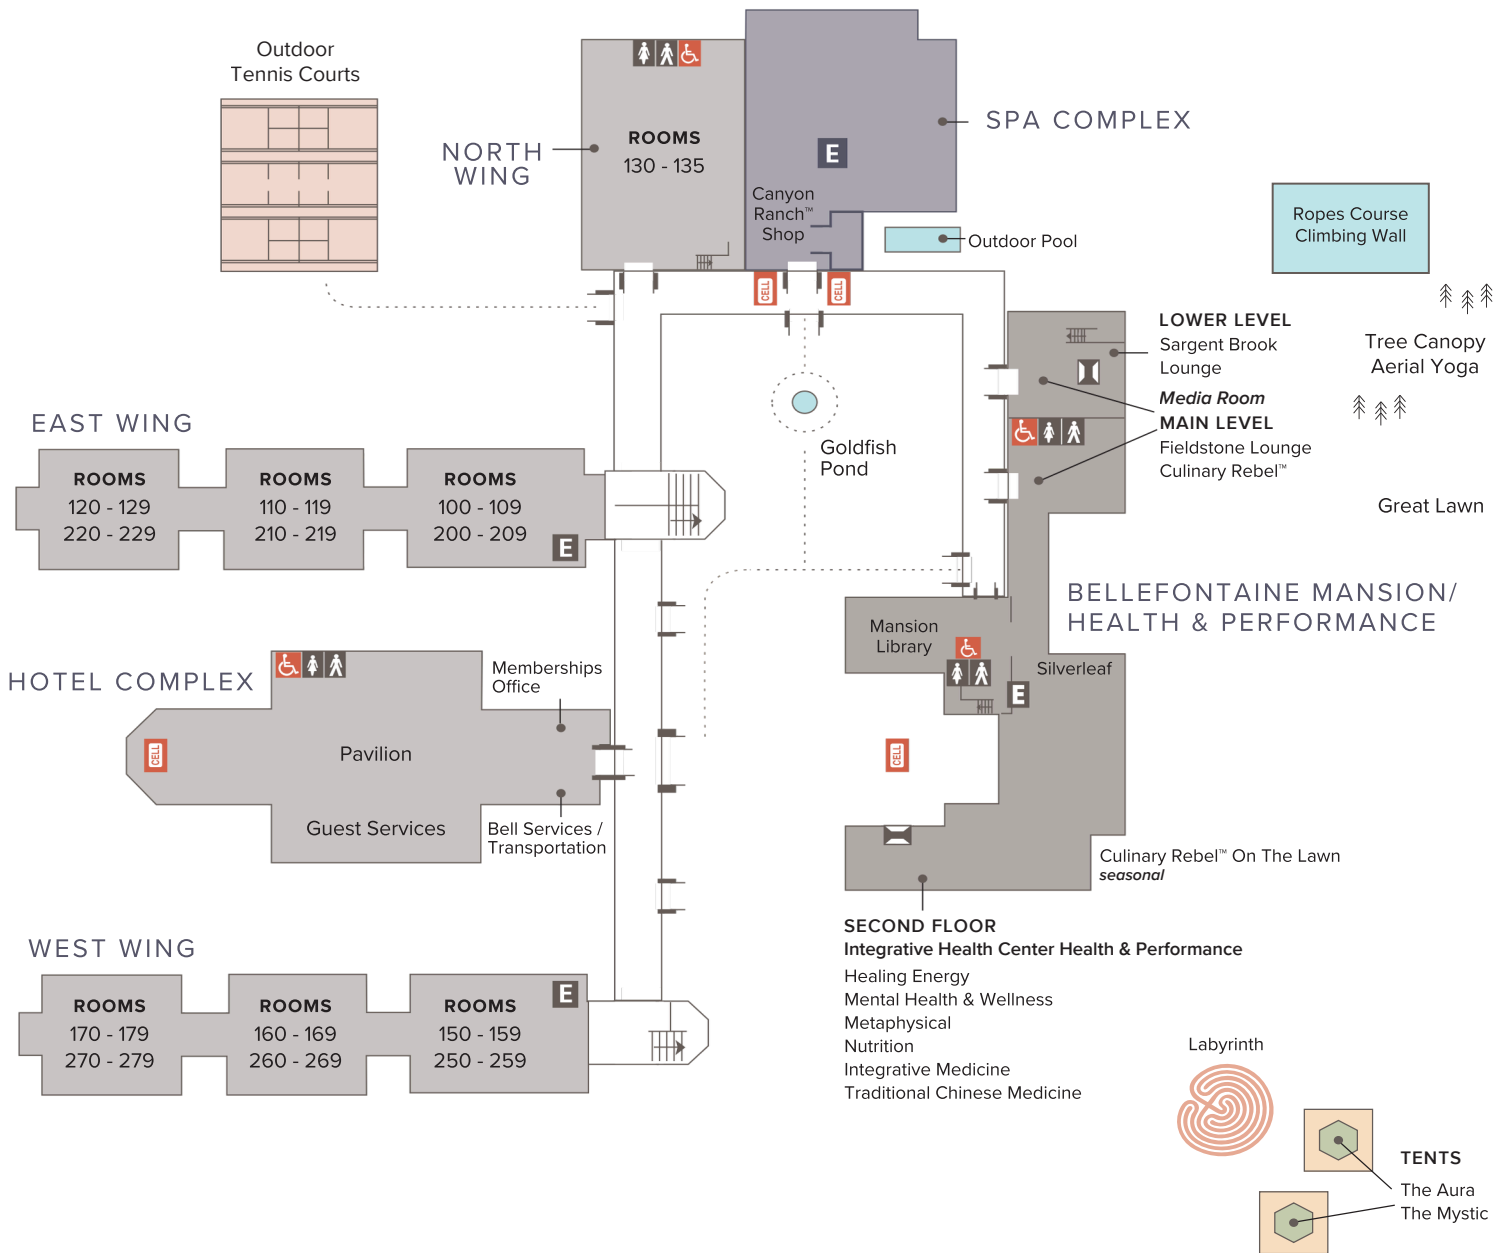 Outdoor
Tennis Courts
NORTH
WING
ROOMS
130 - 135
E
SPA COMPLEX
Canyon
Ranch™
Shop
Outdoor Pool
CELL
CELL
Ropes Course
Climbing Wall
Tree Canopy
Aerial Yoga
Great Lawn
LOWER LEVEL
Sargent Brook
Lounge
Media Room
MAIN LEVEL
Fieldstone Lounge
Culinary Rebel™
Goldfish
Pond
EAST WING
ROOMS
120 - 129
220 - 229
ROOMS
110 - 119
210 - 219
ROOMS
100 - 109
200 - 209
E
BELLEFONTAINE MANSION/
HEALTH & PERFORMANCE
Mansion
Library
Silverleaf
E
CELL
HOTEL COMPLEX
Memberships
Office
CELL
Pavilion
Guest Services
Bell Services /
Transportation
Culinary Rebel™ On The Lawn
seasonal
SECOND FLOOR
Integrative Health Center Health & Performance
Healing Energy
Mental Health & Wellness
Metaphysical
Nutrition
Integrative Medicine
Traditional Chinese Medicine
WEST WING
ROOMS
170 - 179
270 - 279
ROOMS
160 - 169
260 - 269
ROOMS
150 - 159
250 - 259
E
Labyrinth
TENTS
The Aura
The Mystic